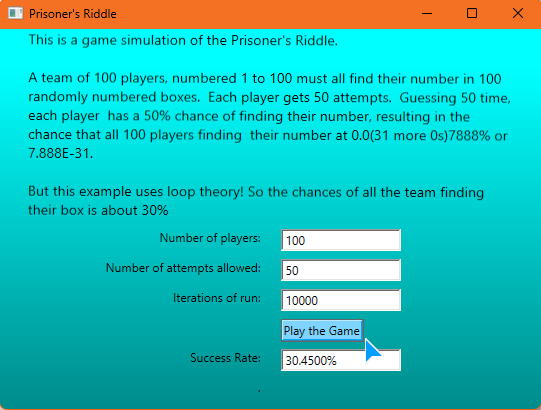 Prisoner's Riddle
This is a game simulation of the Prisoner's Riddle.
A team of 100 players, numbered 1 to 100 must all find their number in 100
randomly numbered boxes.  Each player gets 50 attempts.  Guessing 50 time,
each player  has a 50% chance of finding their number, resulting in the
chance that all 100 players finding  their number at 0.0(31 more 0s)7888% or
7.888E-31.
But this example uses loop theory! So the chances of all the team finding
their box is about 30%
Number of players: 100
Number of attempts allowed: 50
Iterations of run: 10000
Play the Game
Success Rate: 30.4500%
.